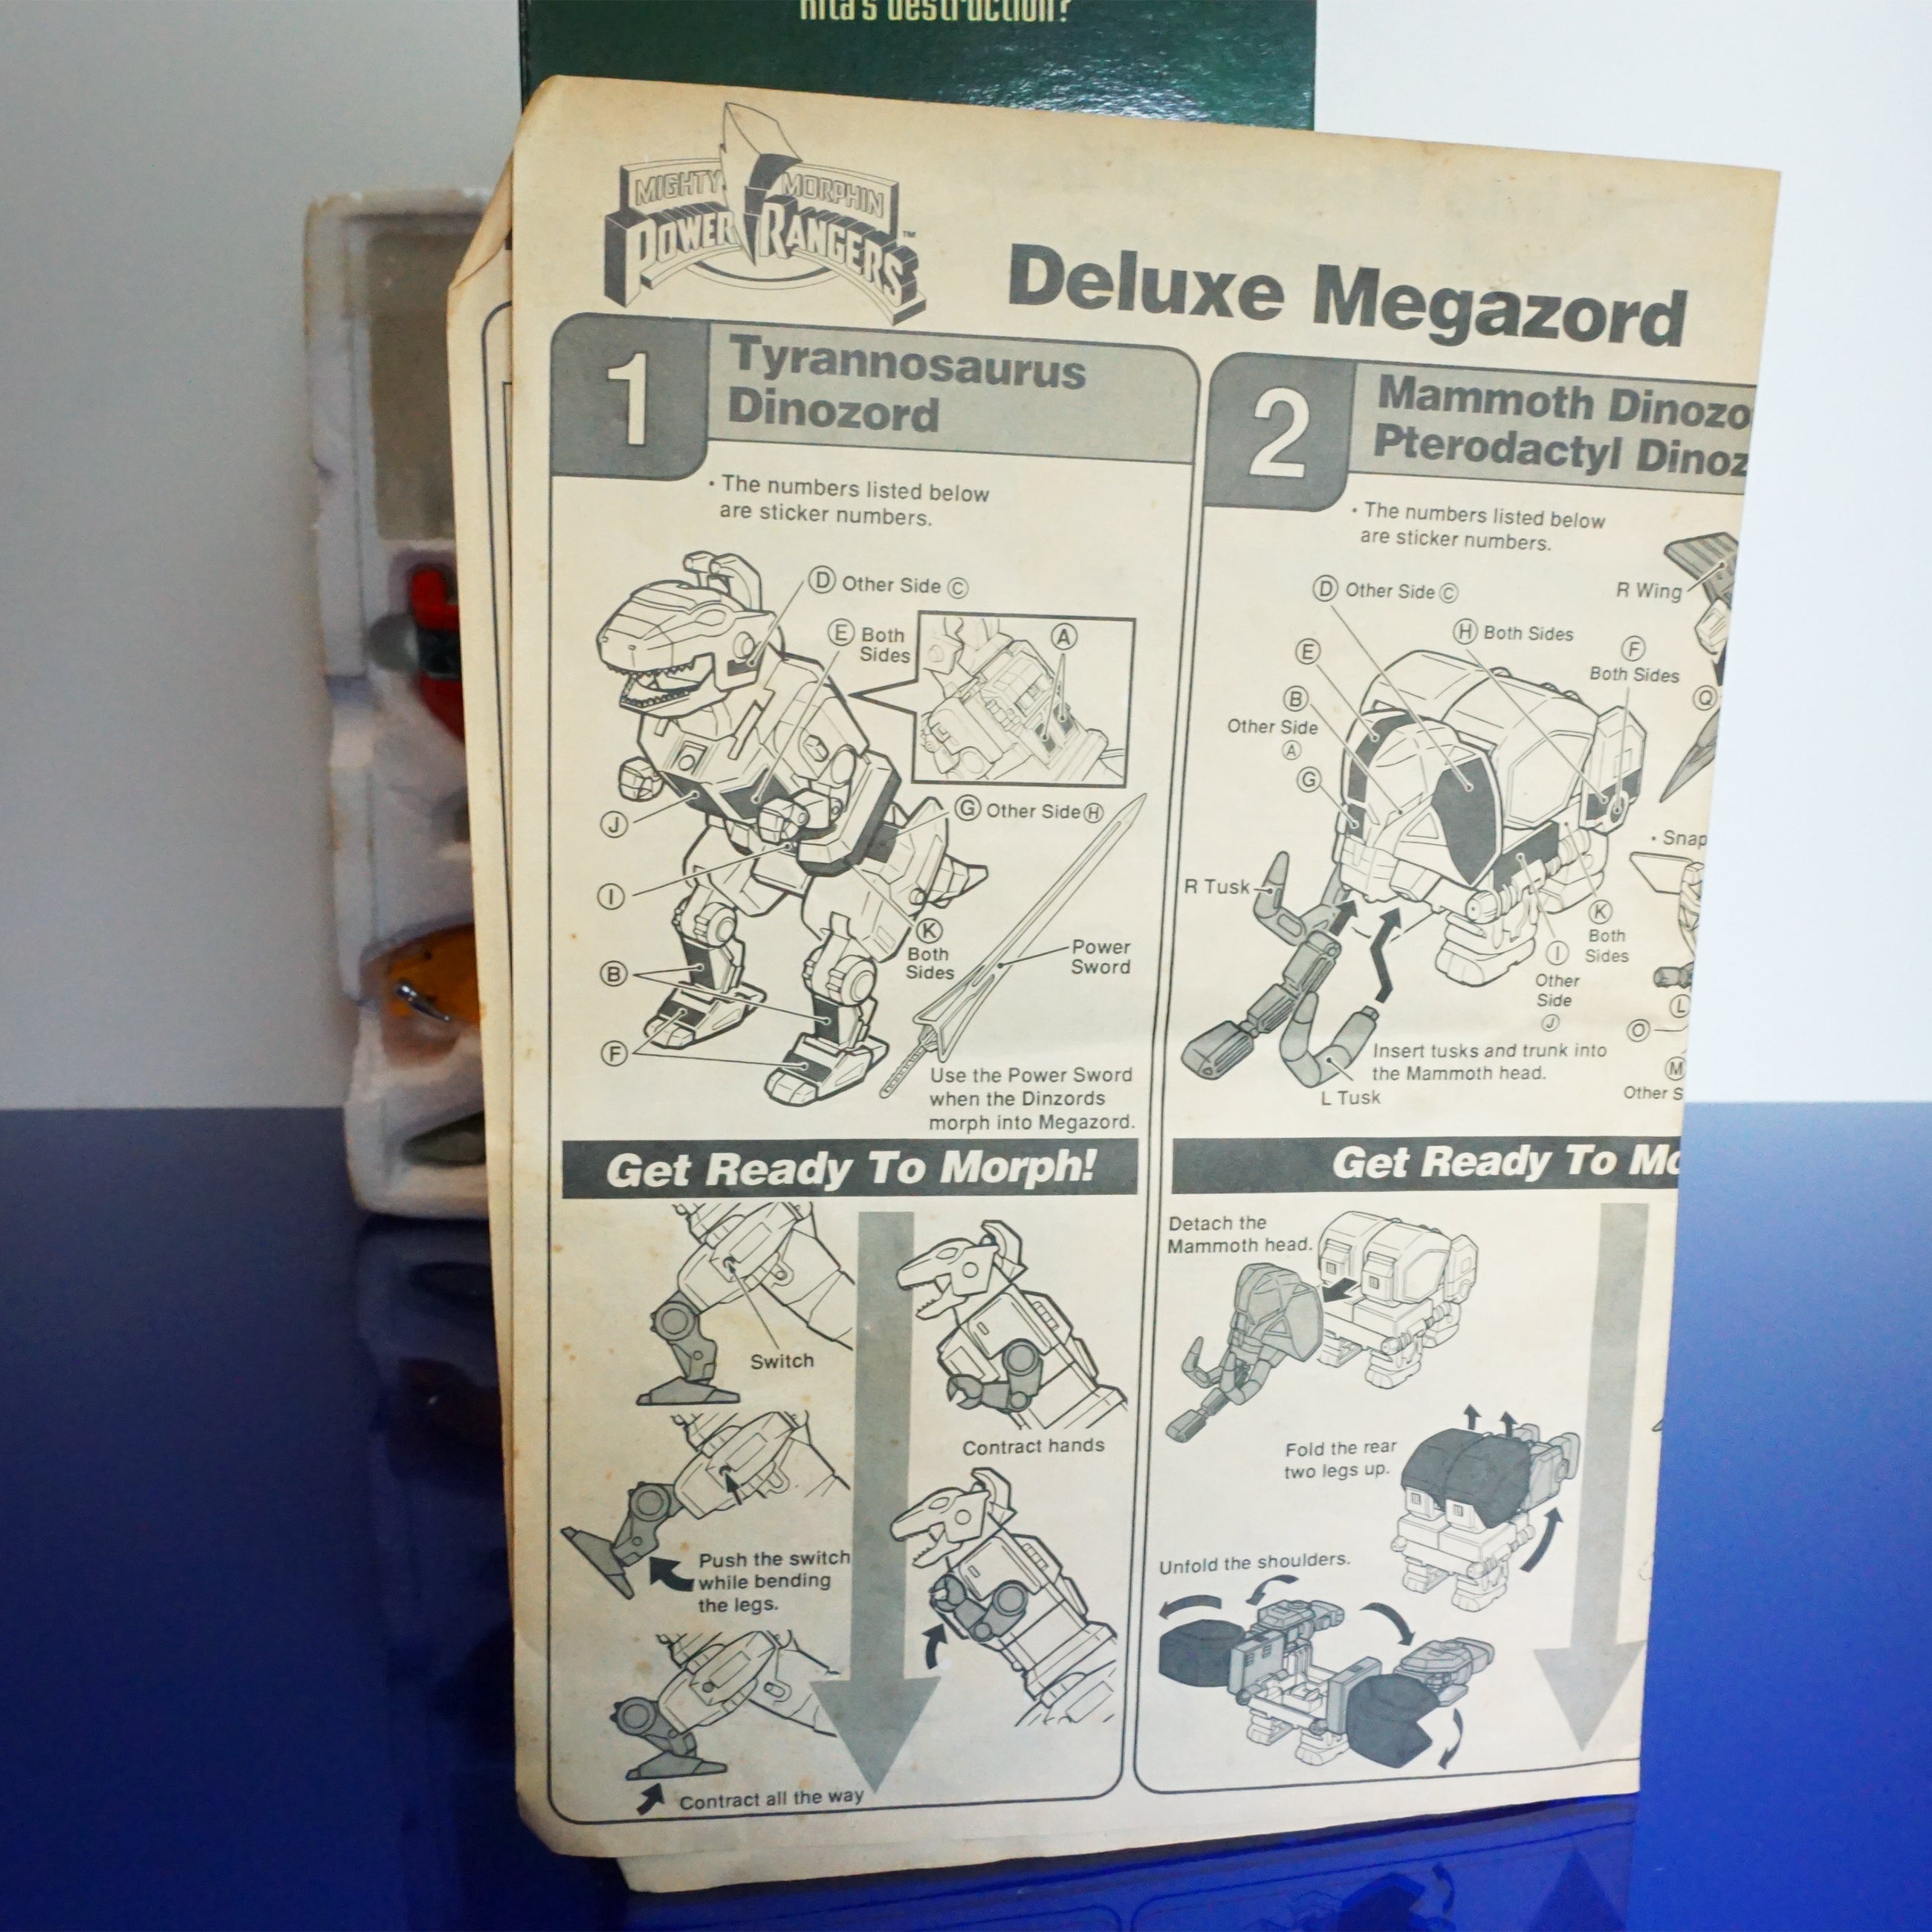 Rita's destruction?
MIGHTY MORPHIN
POWER RANGERS™
Deluxe Megazord
1
Tyrannosaurus
Dinozord
• The numbers listed below
are sticker numbers.
D Other Side C
E Both
Sides
A
G Other Side H
J
I
K
Both
Sides
B
F
Power
Sword
Use the Power Sword
when the Dinzords
morph into Megazord.
Get Ready To Morph!
Switch
Contract hands
Push the switch
while bending
the legs.
Contract all the way
2
Mammoth Dinozo
Pterodactyl Dinoz
• The numbers listed below
are sticker numbers.
D Other Side C
R Wing
H Both Sides
E
F
Both Sides
B
Other Side
A
Q
G
• Snap
R Tusk
K
Both
Sides
I
Other
Side
J
L
O
M
Other S
Insert tusks and trunk into
the Mammoth head.
L Tusk
Get Ready To Mo
Detach the
Mammoth head.
Fold the rear
two legs up.
Unfold the shoulders.